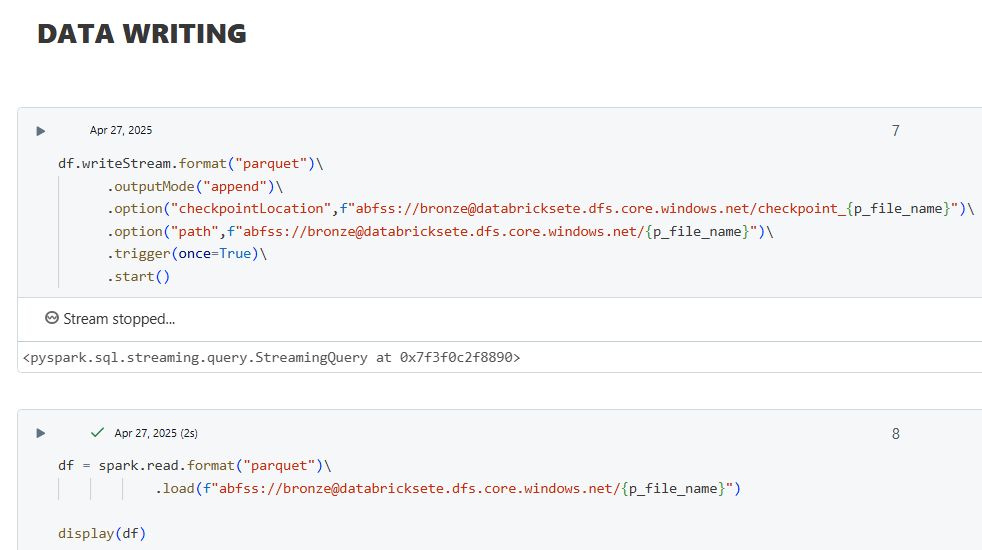 DATA WRITING
Apr 27, 2025
7
df.writeStream.format("parquet")\
.outputMode("append")\
.option("checkpointLocation",f"abfss://bronze@databricksete.dfs.core.windows.net/checkpoint_{p_file_name}")\
.option("path",f"abfss://bronze@databricksete.dfs.core.windows.net/{p_file_name}")\
.trigger(once=True)\
.start()
Stream stopped...
<pyspark.sql.streaming.query.StreamingQuery at 0x7f3f0c2f8890>
Apr 27, 2025 (2s)
8
df = spark.read.format("parquet")\
.load(f"abfss://bronze@databricksete.dfs.core.windows.net/{p_file_name}")
display(df)